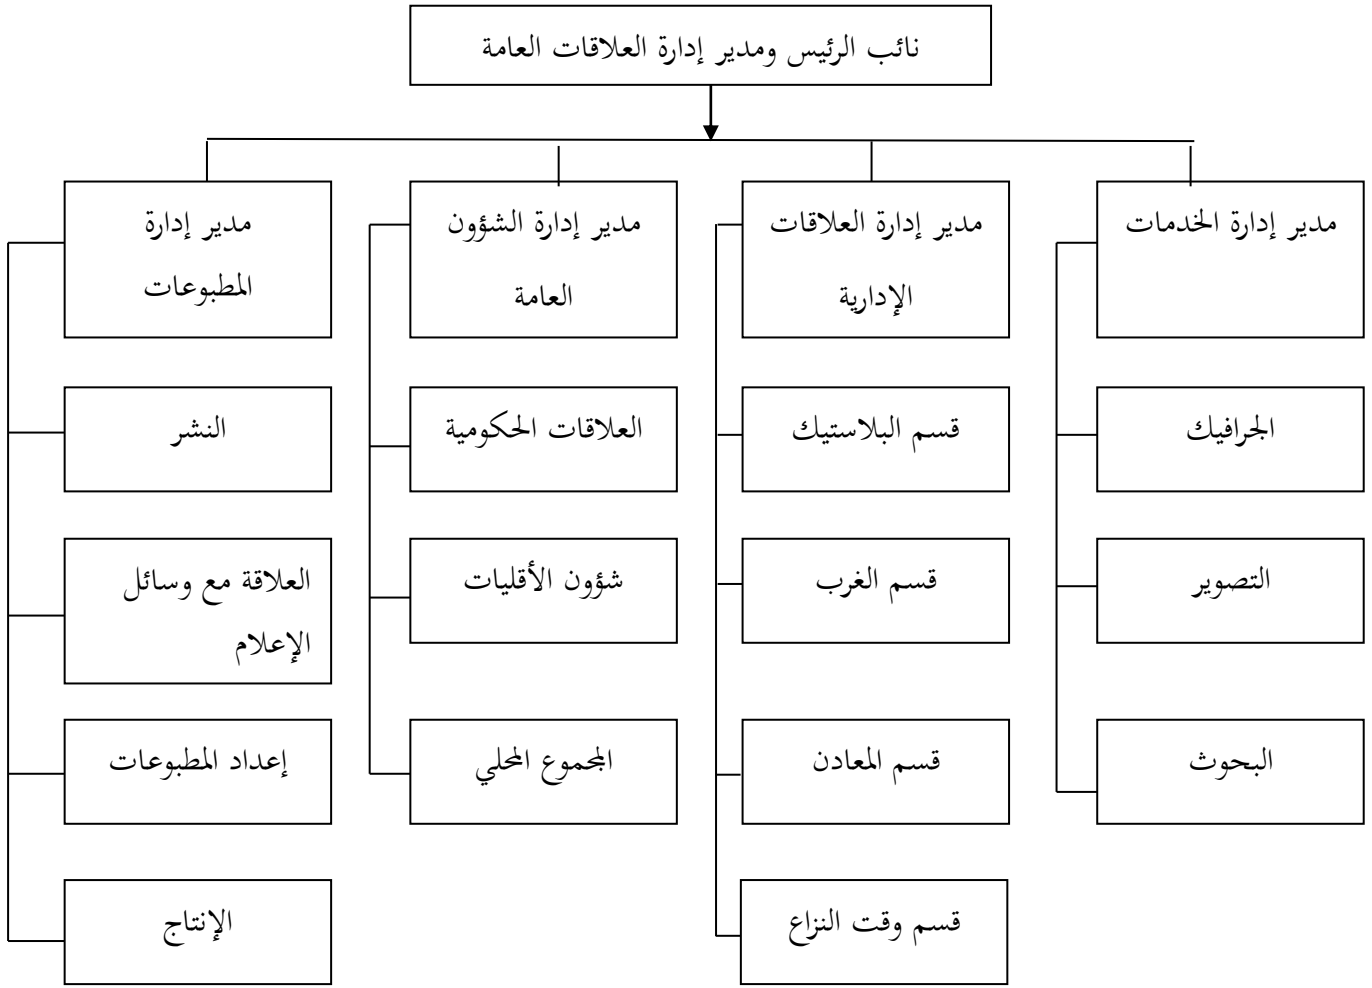 نائب الرئيس ومدير إدارة العلاقات العامة
مدير إدارة الخدمات
مدير إدارة العلاقات
الإدارية
مدير إدارة الشؤون
العامة
مدير إدارة
المطبوعات
الجرافيك
قسم البلاستيك
العلاقات الحكومية
النشر
التصوير
قسم الغرب
شؤون الأقليات
العلاقة مع وسائل
الإعلام
البحوث
قسم المعادن
المجموع المحلي
إعداد المطبوعات
قسم وقت النزاع
الإنتاج